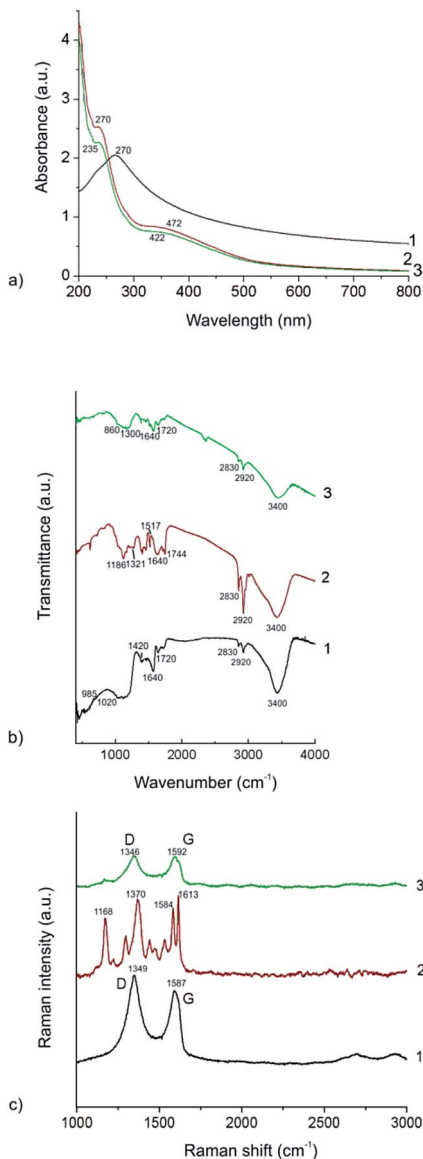 4
3
2
1
0
Absorbance (a.u.)
270
235
270
472
422
1
2
3
200 300 400 500 600 700 800
Wavelength (nm)
a)
860 1300 1640 1720
2830
2920
3400
3
1517
1186 1321 1640 1744
2830
2920
3400
2
1420
985 1020 1640 1720
2830
2920
3400
1
Transmittance (a.u.)
1000 2000 3000 4000
Wavenumber (cm⁻¹)
b)
D G
1346 1592
3
1168 1370 1584 1613
2
D 1349 1587 G
1
Raman intensity (a.u.)
1000 1500 2000 2500 3000
Raman shift (cm⁻¹)
c)